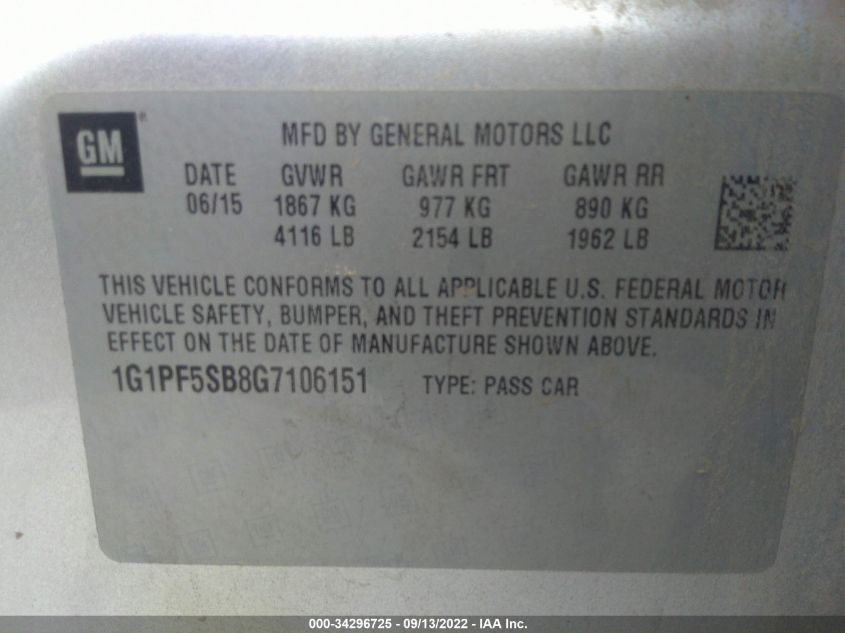 GM®
MFD BY GENERAL MOTORS LLC
DATE GVWR GAWR FRT GAWR RR
06/15 1867 KG 977 KG 890 KG
4116 LB 2154 LB 1962 LB
THIS VEHICLE CONFORMS TO ALL APPLICABLE U.S. FEDERAL MOTOR
VEHICLE SAFETY, BUMPER, AND THEFT PREVENTION STANDARDS IN
EFFECT ON THE DATE OF MANUFACTURE SHOWN ABOVE.
1G1PF5SB8G7106151 TYPE: PASS CAR
000-34296725 - 09/13/2022 - IAA Inc.